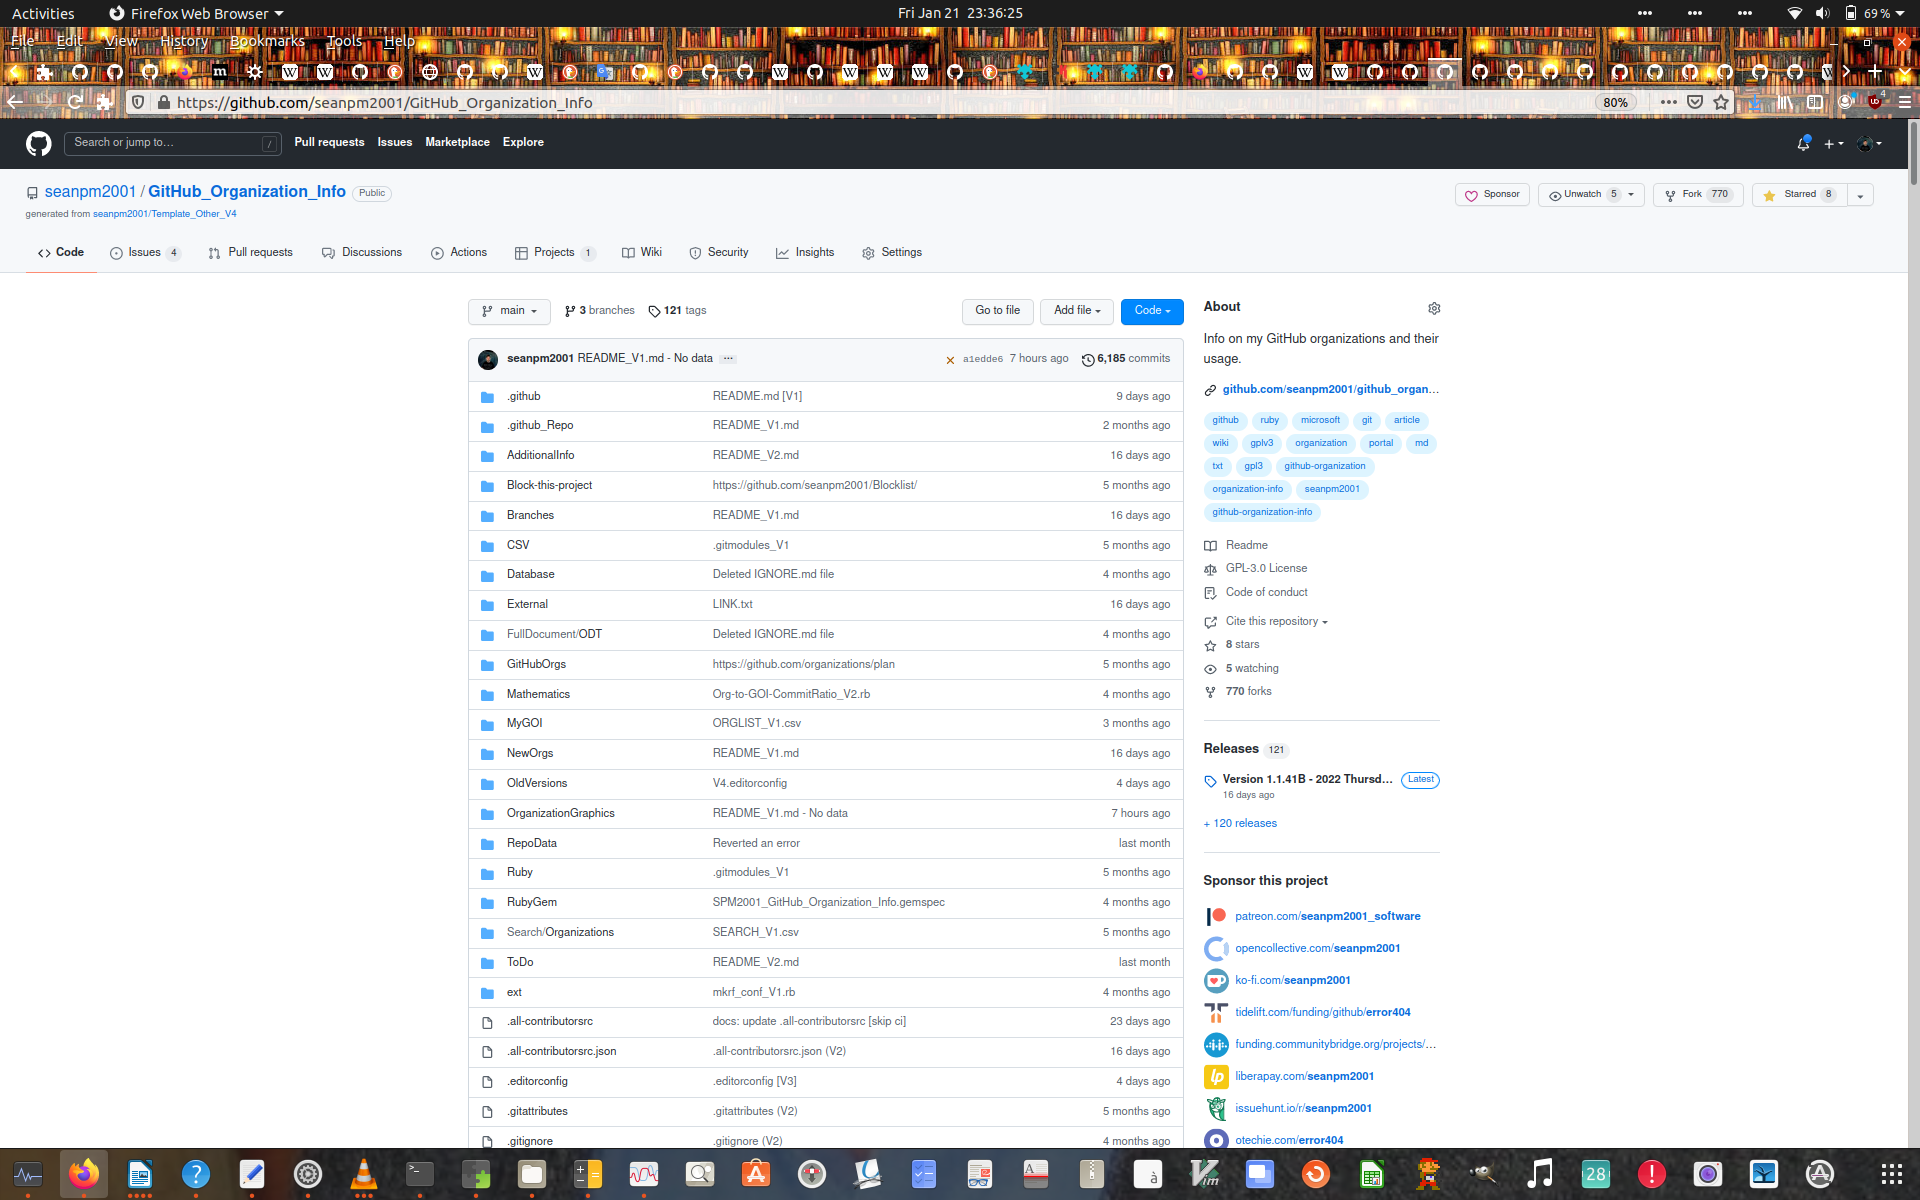 Activities Firefox Web Browser Fri Jan 21 23:36:25 69 %
File Edit View History Bookmarks Tools Help
https://github.com/seanpm2001/GitHub_Organization_Info 80%
Search or jump to… / Pull requests Issues Marketplace Explore
seanpm2001 / GitHub_Organization_Info Public
Sponsor Unwatch 5 Fork 770 Starred 8
generated from seanpm2001/Template_Other_V4
Code Issues 4 Pull requests Discussions Actions Projects 1 Wiki Security Insights Settings
main 3 branches 121 tags Go to file Add file Code
seanpm2001 README_V1.md - No data ... a1edde6 7 hours ago 6,185 commits
.github README.md [V1] 9 days ago
.github_Repo README_V1.md 2 months ago
AdditionalInfo README_V2.md 16 days ago
Block-this-project https://github.com/seanpm2001/Blocklist/ 5 months ago
Branches README_V1.md 16 days ago
CSV .gitmodules_V1 5 months ago
Database Deleted IGNORE.md file 4 months ago
External LINK.txt 16 days ago
FullDocument/ODT Deleted IGNORE.md file 4 months ago
GitHubOrgs https://github.com/organizations/plan 5 months ago
Mathematics Org-to-GOI-CommitRatio_V2.rb 4 months ago
MyGOI ORGLIST_V1.csv 3 months ago
NewOrgs README_V1.md 16 days ago
OldVersions V4.editorconfig 4 days ago
OrganizationGraphics README_V1.md - No data 7 hours ago
RepoData Reverted an error last month
Ruby .gitmodules_V1 5 months ago
RubyGem SPM2001_GitHub_Organization_Info.gemspec 4 months ago
Search/Organizations SEARCH_V1.csv 5 months ago
ToDo README_V2.md last month
ext mkrf_conf_V1.rb 4 months ago
.all-contributorsrc docs: update .all-contributorsrc [skip ci] 23 days ago
.all-contributorsrc.json .all-contributorsrc.json (V2) 16 days ago
.editorconfig .editorconfig [V3] 4 days ago
.gitattributes .gitattributes (V2) 5 months ago
.gitignore .gitignore (V2) 4 months ago
About
Info on my GitHub organizations and their
usage.
github.com/seanpm2001/github_organ…
github ruby microsoft git article
wiki gplv3 organization portal md
txt gpl3 github-organization
organization-info seanpm2001
github-organization-info
Readme
GPL-3.0 License
Code of conduct
Cite this repository
8 stars
5 watching
770 forks
Releases 121
Version 1.1.41B - 2022 Thursd… Latest
16 days ago
+ 120 releases
Sponsor this project
patreon.com/seanpm2001_software
opencollective.com/seanpm2001
ko-fi.com/seanpm2001
tidelift.com/funding/github/error404
funding.communitybridge.org/projects/…
liberapay.com/seanpm2001
issuehunt.io/r/seanpm2001
otechie.com/error404
28